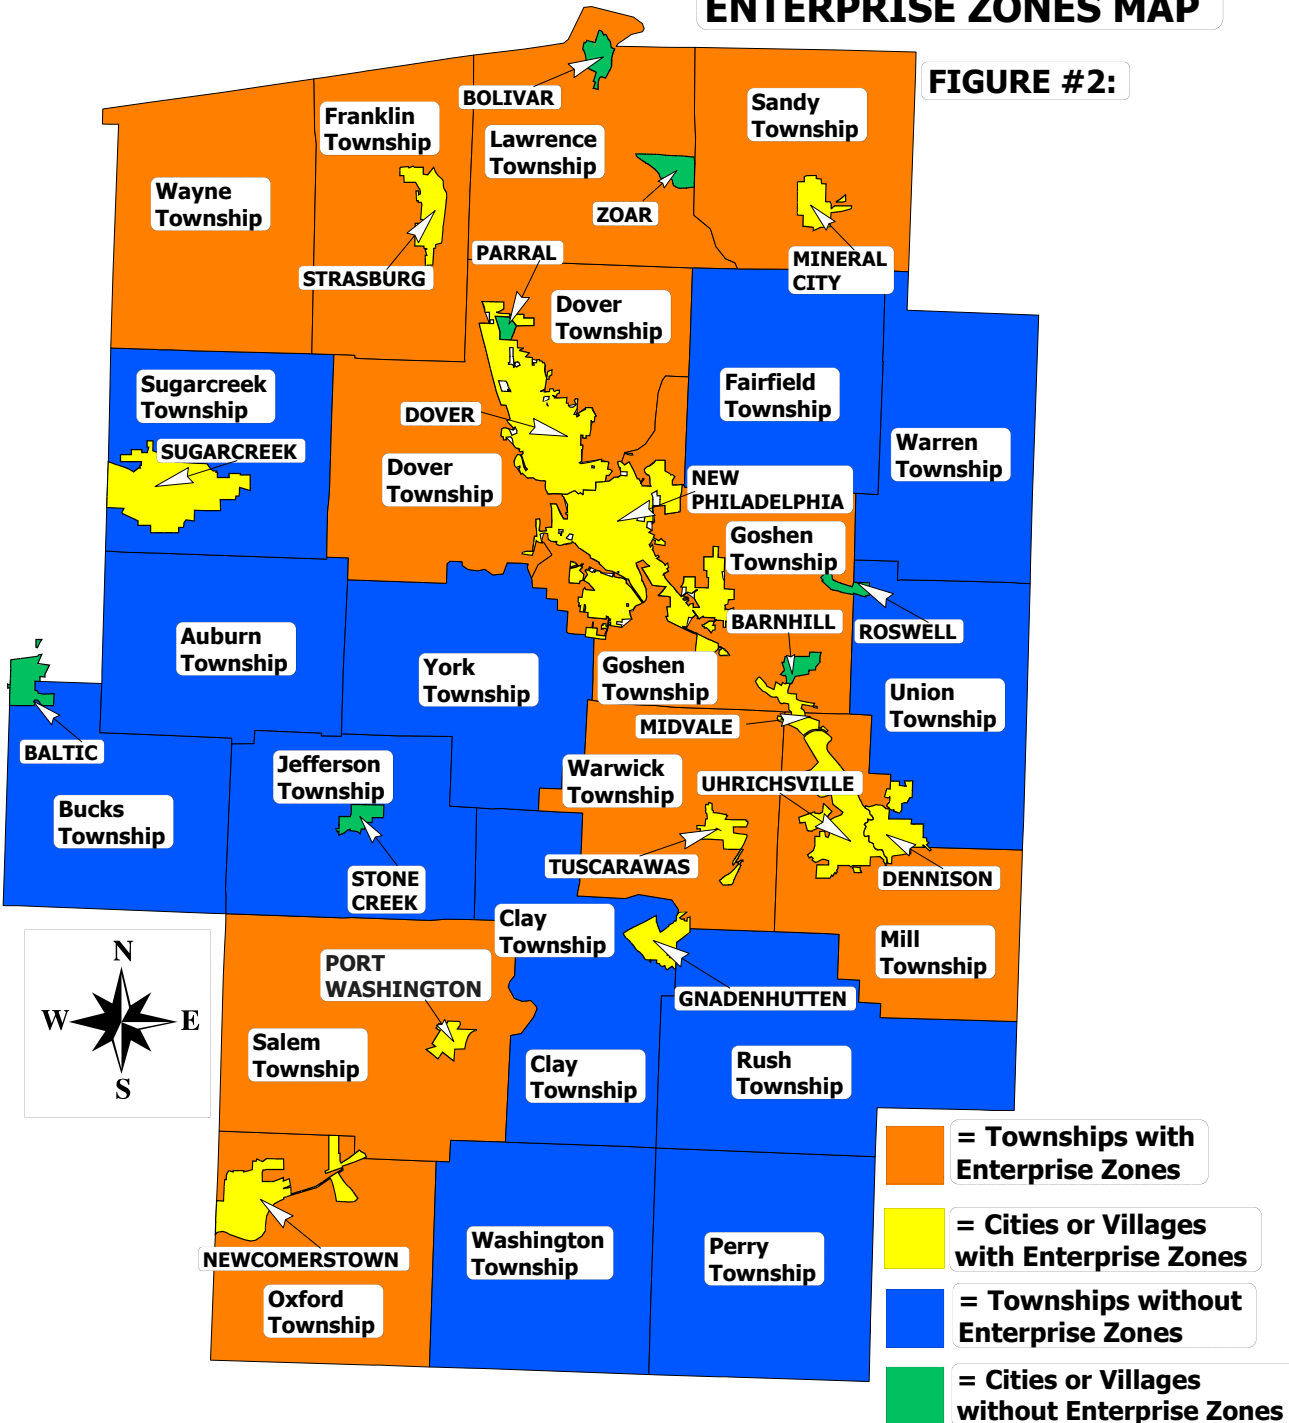 ENTERPRISE ZONES MAP
FIGURE #2:
BOLIVAR
Franklin
Township
Lawrence
Township
Sandy
Township
Wayne
Township
ZOAR
STRASBURG
PARRAL
MINERAL
CITY
Dover
Township
Sugarcreek
Township
SUGARCREEK
DOVER
Fairfield
Township
Warren
Township
Dover
Township
NEW
PHILADELPHIA
Goshen
Township
BARNHILL
ROSWELL
Auburn
Township
York
Township
Goshen
Township
Union
Township
MIDVALE
BALTIC
Jefferson
Township
Warwick
Township
UHRICHSVILLE
Bucks
Township
STONE
CREEK
TUSCARAWAS
DENNISON
Clay
Township
Mill
Township
PORT
WASHINGTON
GNADENHUTTEN
N
W
E
S
Salem
Township
Clay
Township
Rush
Township
NEWCOMERSTOWN
Washington
Township
Perry
Township
Oxford
Township
= Townships with
Enterprise Zones
= Cities or Villages
with Enterprise Zones
= Townships without
Enterprise Zones
= Cities or Villages
without Enterprise Zones